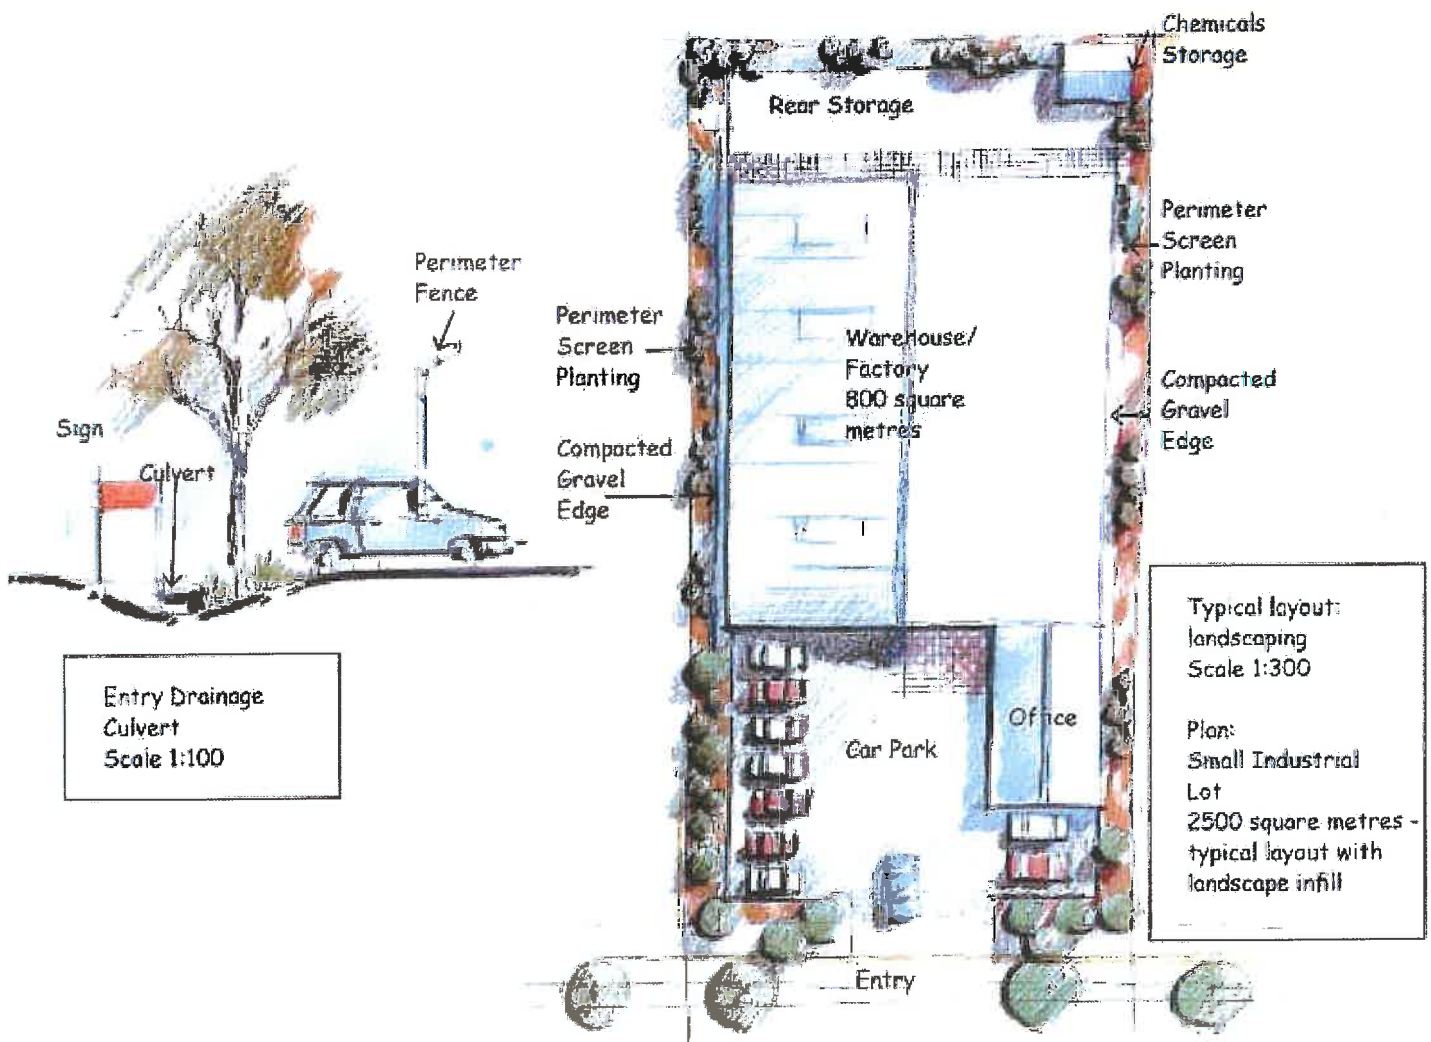 Chemicals
Storage
Rear Storage
Perimeter
Screen
Planting
Perimeter
Fence
Perimeter
Screen
Planting
Warehouse/
Factory
800 square
metres
Compacted
Gravel
Edge
Sign
Culvert
Compacted
Gravel
Edge
Entry Drainage
Culvert
Scale 1:100
Office
Car Park
Typical layout:
landscaping
Scale 1:300
Plan:
Small Industrial
Lot
2500 square metres -
typical layout with
landscape infill
Entry